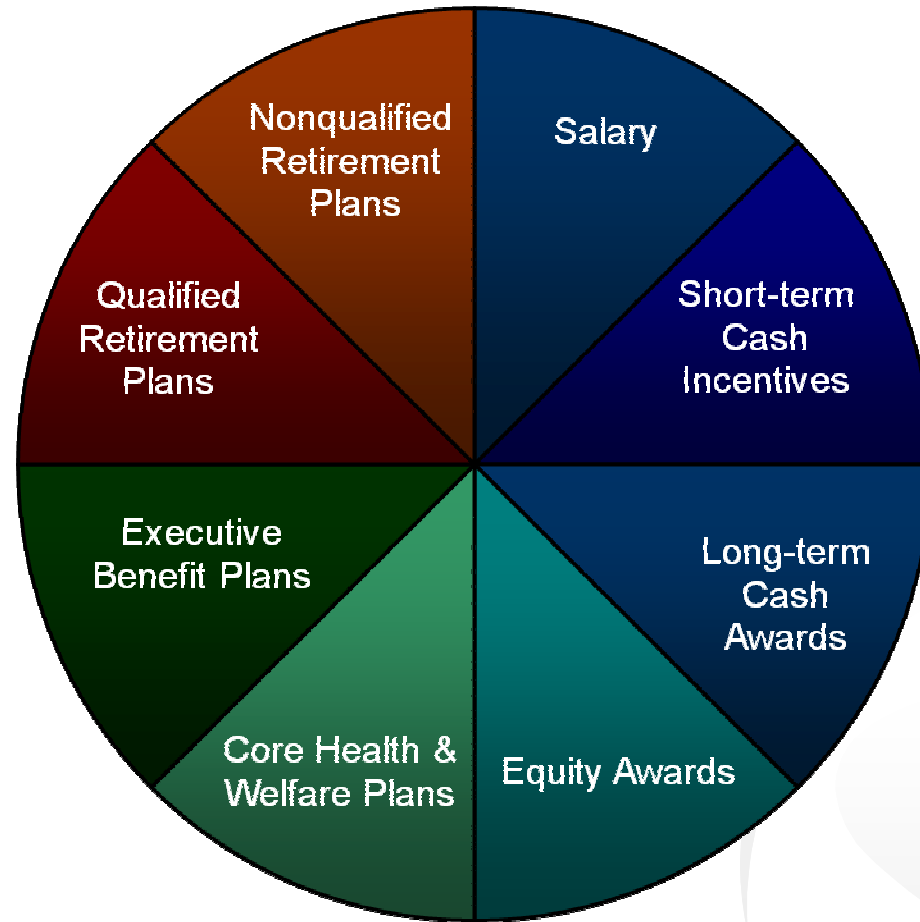 Nonqualified
Retirement
Plans
Salary
Qualified
Retirement
Plans
Short-term
Cash
Incentives
Executive
Benefit Plans
Long-term
Cash
Awards
Core Health &
Welfare Plans
Equity Awards